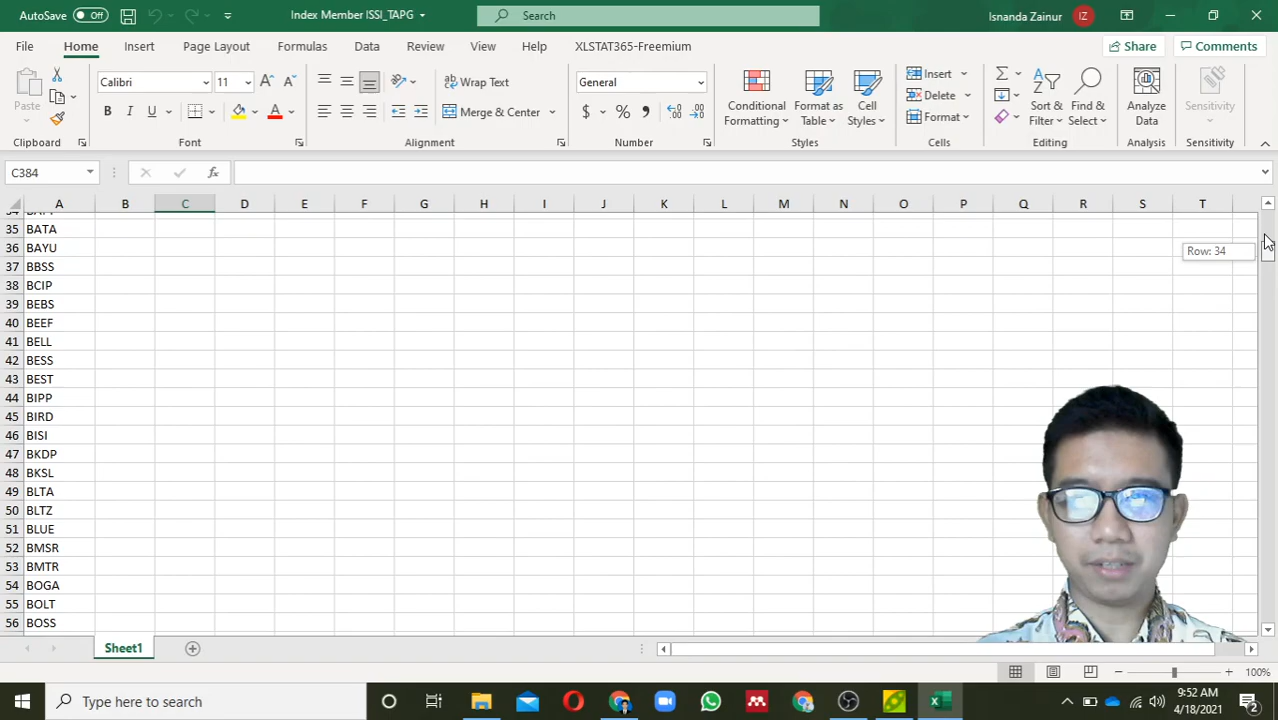 AutoSave Off Index Member ISSI_TAPG Search Isnanda Zainur IZ
File Home Insert Page Layout Formulas Data Review View Help XLSTAT365-Freemium Share Comments
Paste Calibri 11 A A Wrap Text General Conditional Formatting Format as Table Cell Styles Insert Sort & Filter Find & Select Analyze Data Sensitivity
Delete
B I U A Merge & Center $ % , Format
Clipboard Font Alignment Number Styles Cells Editing Analysis Sensitivity
C384 fx
A B C D E F G H I J K L M N O P Q R S T
35 BATA
36 BAYU
Row: 34
37 BBSS
38 BCIP
39 BEBS
40 BEEF
41 BELL
42 BESS
43 BEST
44 BIPP
45 BIRD
46 BISI
47 BKDP
48 BKSL
49 BLTA
50 BLTZ
51 BLUE
52 BMSR
53 BMTR
54 BOGA
55 BOLT
56 BOSS
Sheet1
100%
Type here to search 9:52 AM
4/18/2021 2